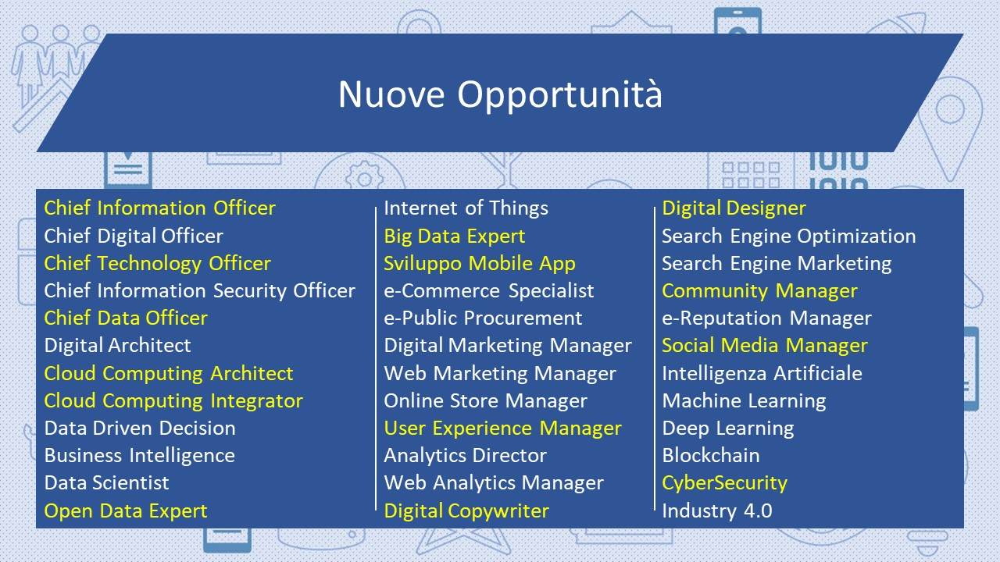 Nuove Opportunità
Chief Information Officer
Chief Digital Officer
Chief Technology Officer
Chief Information Security Officer
Chief Data Officer
Digital Architect
Cloud Computing Architect
Cloud Computing Integrator
Data Driven Decision
Business Intelligence
Data Scientist
Open Data Expert
Internet of Things
Big Data Expert
Sviluppo Mobile App
e-Commerce Specialist
e-Public Procurement
Digital Marketing Manager
Web Marketing Manager
Online Store Manager
User Experience Manager
Analytics Director
Web Analytics Manager
Digital Copywriter
Digital Designer
Search Engine Optimization
Search Engine Marketing
Community Manager
e-Reputation Manager
Social Media Manager
Intelligenza Artificiale
Machine Learning
Deep Learning
Blockchain
CyberSecurity
Industry 4.0